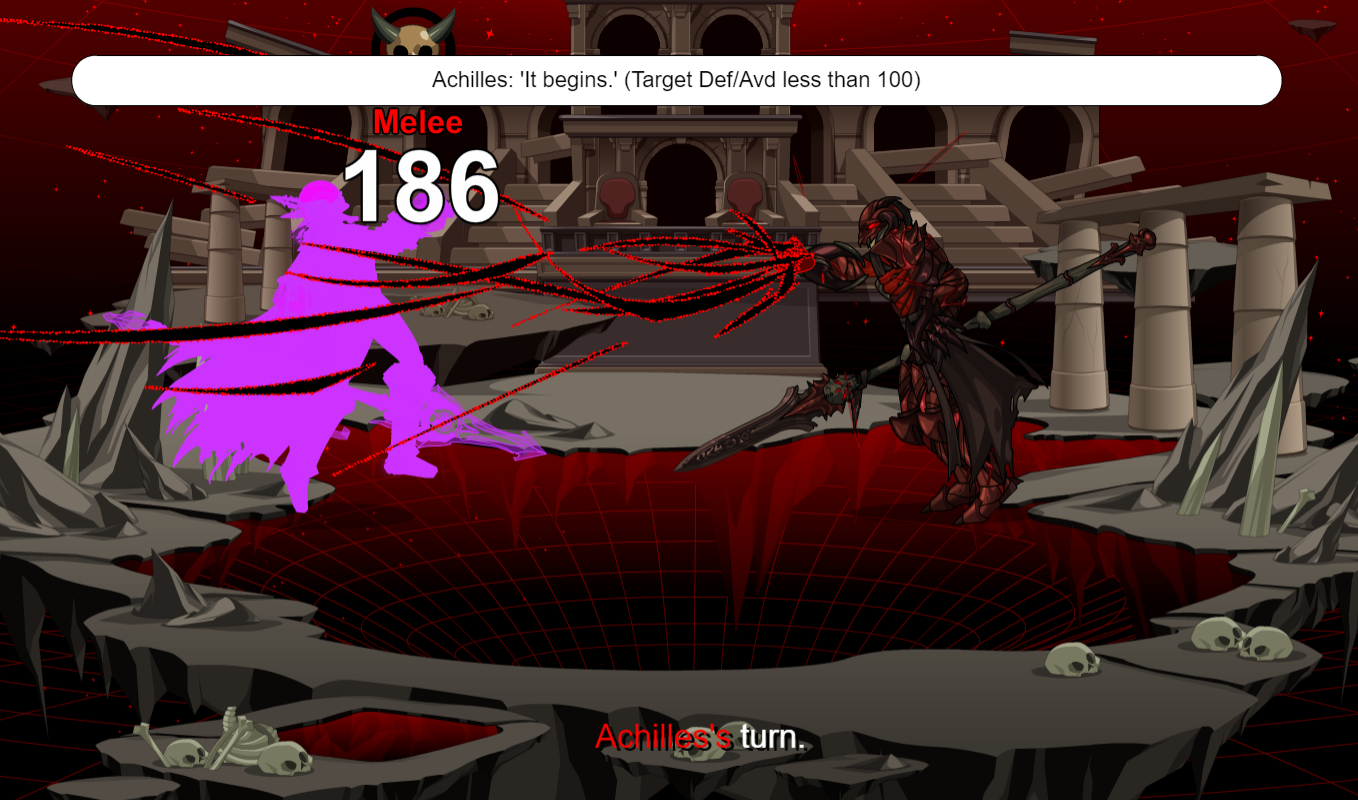 Achilles: 'It begins.' (Target Def/Avd less than 100)
Melee
186
Achilles's turn.